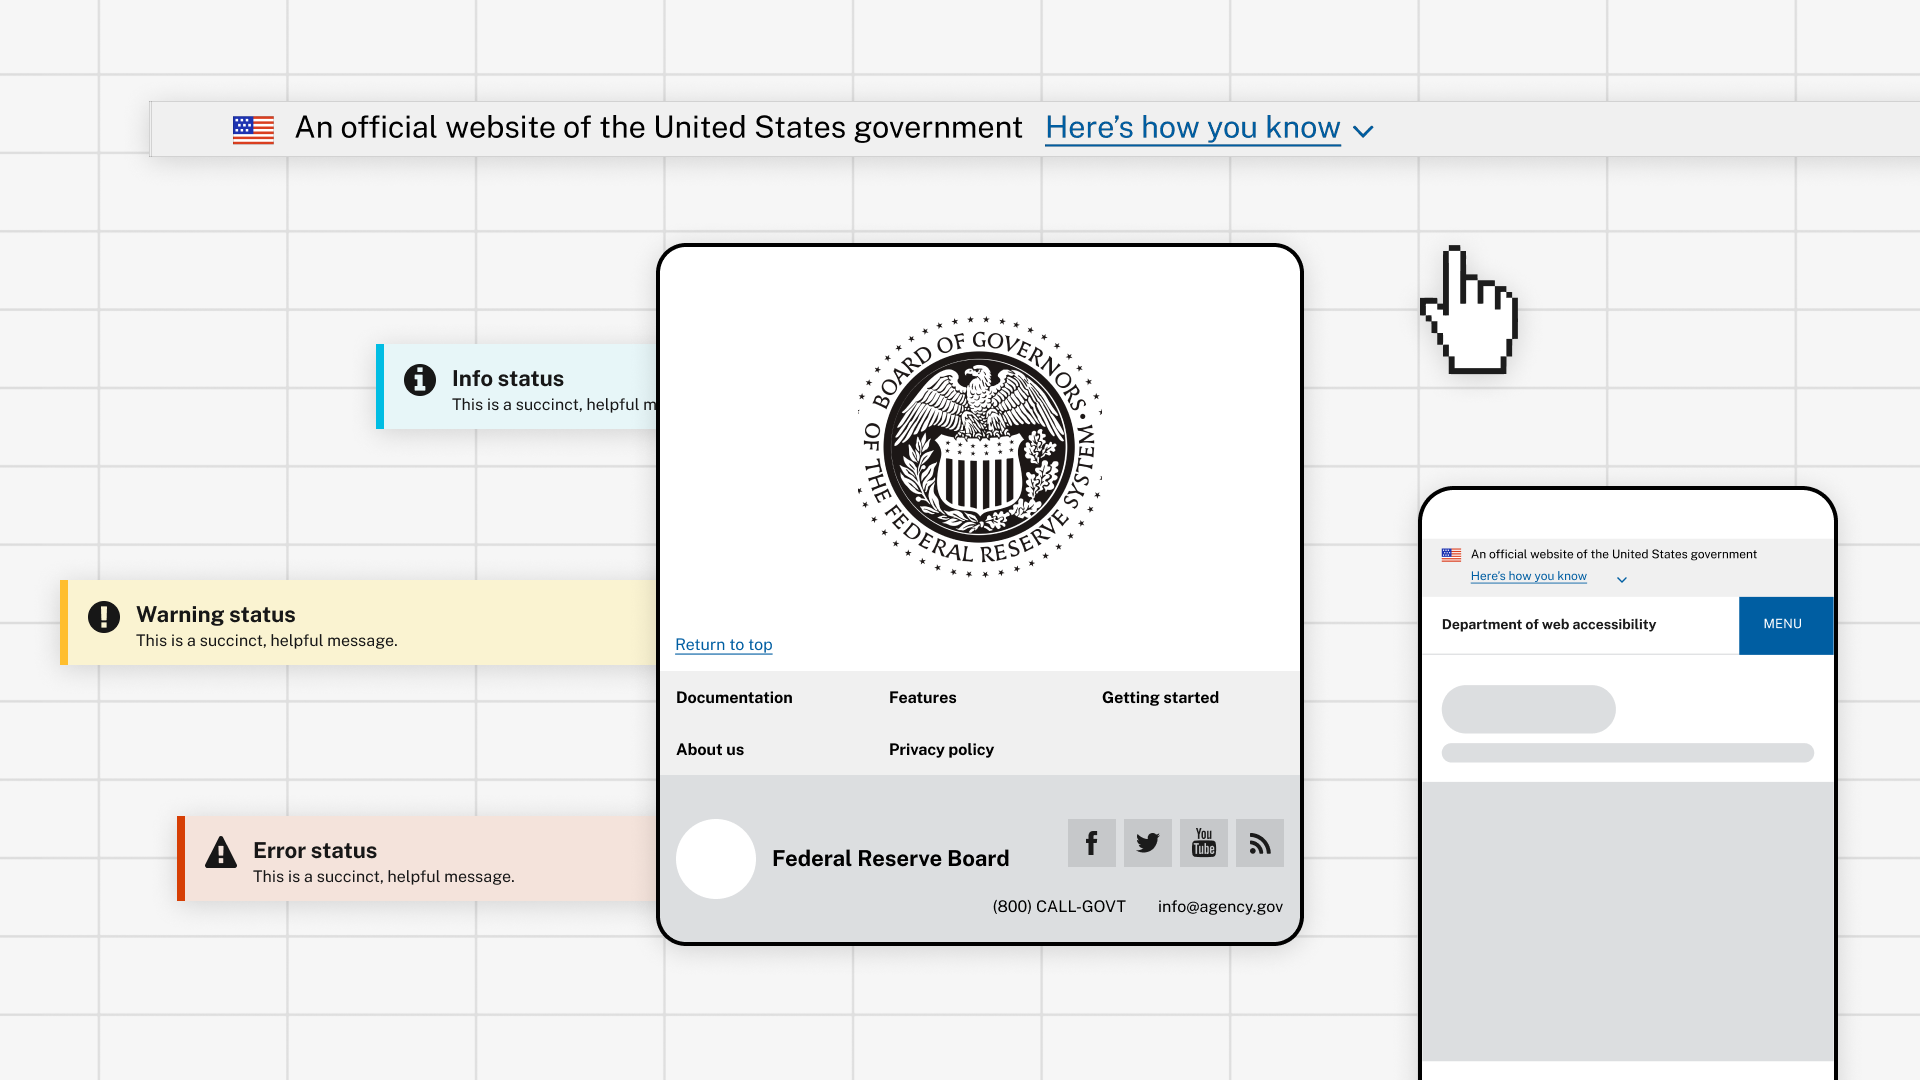 An official website of the United States government Here’s how you know
BOARD OF GOVERNORS • OF THE FEDERAL RESERVE SYSTEM
Info status
This is a succinct, helpful m
Warning status
This is a succinct, helpful message.
Error status
This is a succinct, helpful message.
Return to top
Documentation Features Getting started
About us Privacy policy
Federal Reserve Board
You
Tube
(800) CALL-GOVT info@agency.gov
An official website of the United States government
Here's how you know
Department of web accessibility MENU